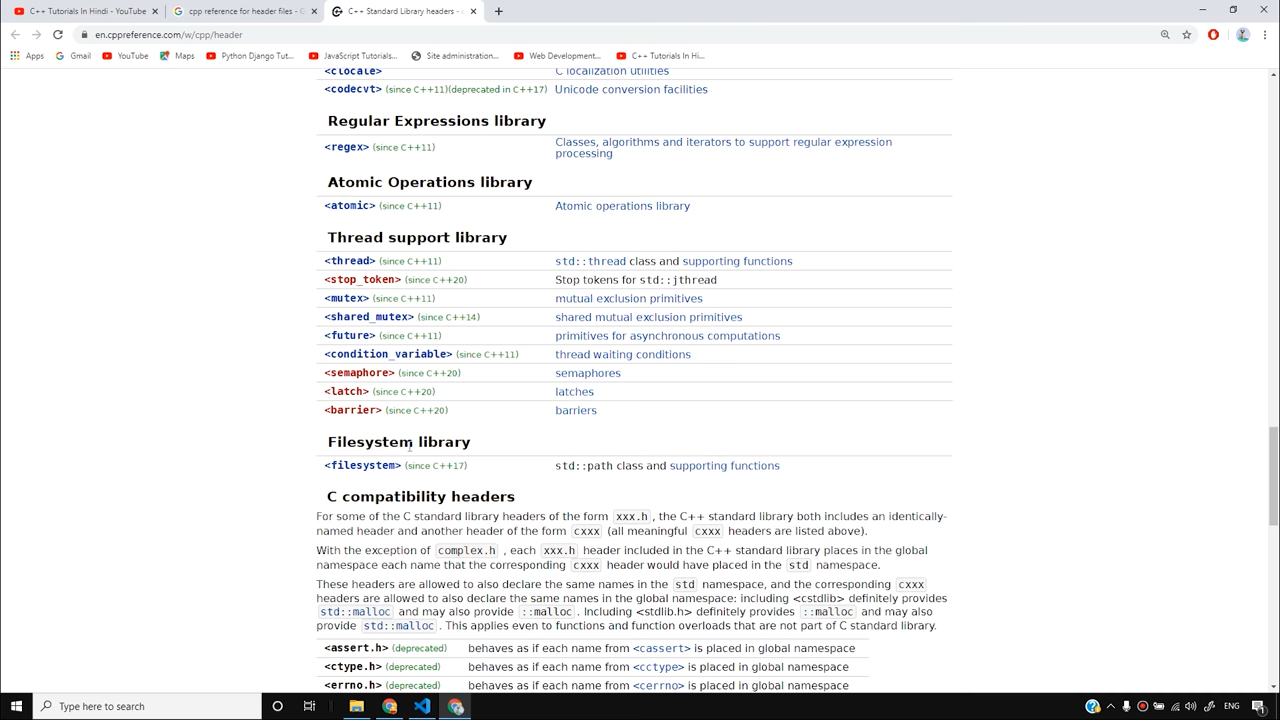 C++ Tutorials In Hindi - YouTube
cpp reference for header files - G
C++ Standard Library headers - c
en.cppreference.com/w/cpp/header
Apps
Gmail
YouTube
Maps
Python Django Tut...
JavaScript Tutorials...
Site administration...
Web Development...
C++ Tutorials In Hi...
<clocale> C localization utilities
<codecvt> (since C++11)(deprecated in C++17) Unicode conversion facilities
Regular Expressions library
<regex> (since C++11) Classes, algorithms and iterators to support regular expression
processing
Atomic Operations library
<atomic> (since C++11) Atomic operations library
Thread support library
<thread> (since C++11) std::thread class and supporting functions
<stop_token> (since C++20) Stop tokens for std::jthread
<mutex> (since C++11) mutual exclusion primitives
<shared_mutex> (since C++14) shared mutual exclusion primitives
<future> (since C++11) primitives for asynchronous computations
<condition_variable> (since C++11) thread waiting conditions
<semaphore> (since C++20) semaphores
<latch> (since C++20) latches
<barrier> (since C++20) barriers
Filesystem library
<filesystem> (since C++17) std::path class and supporting functions
C compatibility headers
For some of the C standard library headers of the form xxx.h, the C++ standard library both includes an identically-
named header and another header of the form cxxx (all meaningful cxxx headers are listed above).
With the exception of complex.h , each xxx.h header included in the C++ standard library places in the global
namespace each name that the corresponding cxxx header would have placed in the std namespace.
These headers are allowed to also declare the same names in the std namespace, and the corresponding cxxx
headers are allowed to also declare the same names in the global namespace: including <cstdlib> definitely provides
std::malloc and may also provide ::malloc. Including <stdlib.h> definitely provides ::malloc and may also
provide std::malloc. This applies even to functions and function overloads that are not part of C standard library.
<assert.h> (deprecated) behaves as if each name from <cassert> is placed in global namespace
<ctype.h> (deprecated) behaves as if each name from <cctype> is placed in global namespace
<errno.h> (deprecated) behaves as if each name from <cerrno> is placed in global namespace
Type here to search
ENG